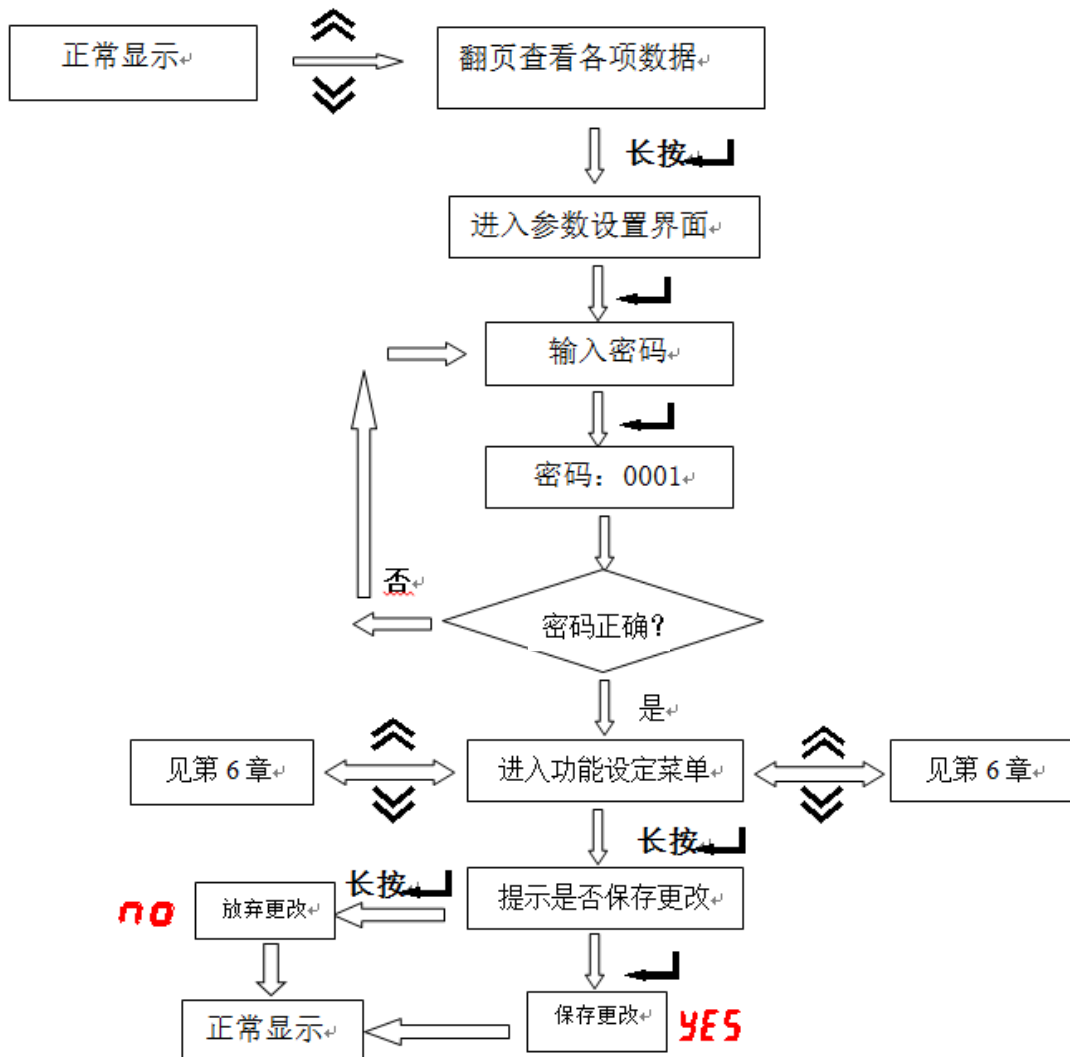 正常显示
翻页查看各项数据
长按
进入参数设置界面
输入密码
密码：0001
否
密码正确？
是
见第 6 章
进入功能设定菜单
见第 6 章
长按
长按
提示是否保存更改
no
放弃更改
正常显示
保存更改
YES